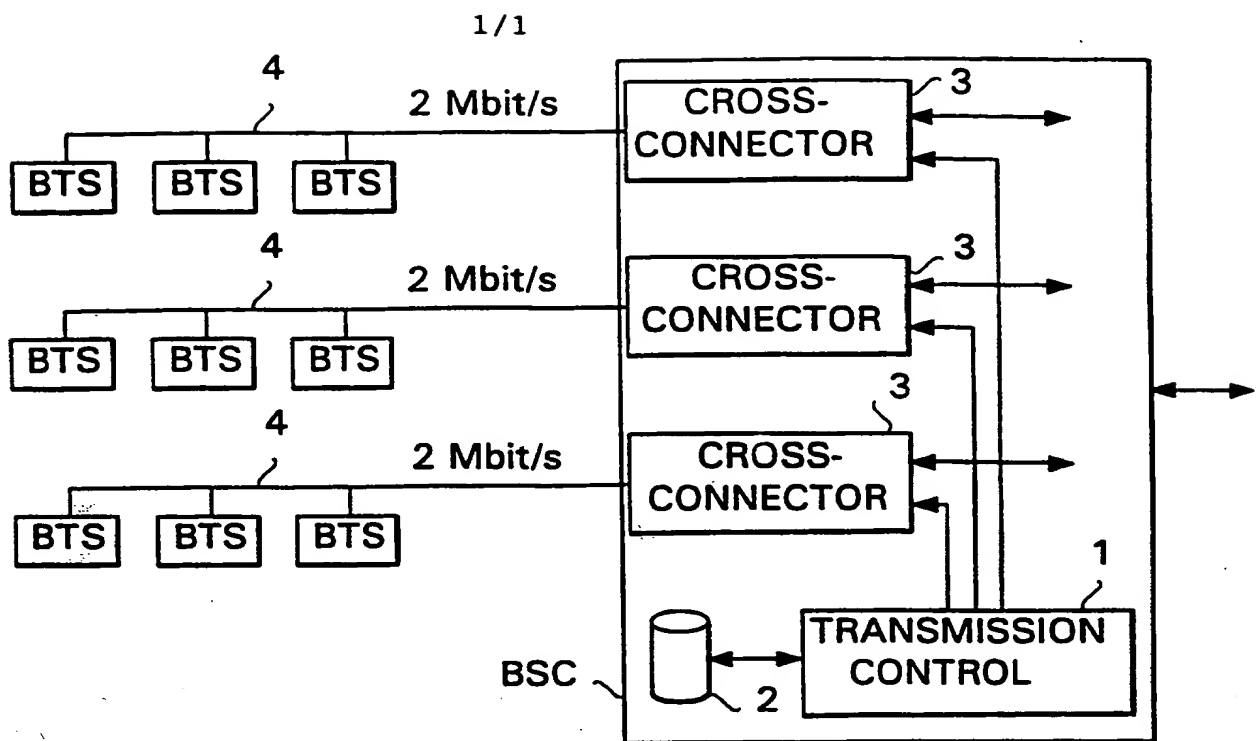 1/1
4
2 Mbit/s
CROSS-
CONNECTOR
3
BTS BTS BTS
4
2 Mbit/s
CROSS-
CONNECTOR
3
BTS BTS BTS
4
2 Mbit/s
CROSS-
CONNECTOR
3
BTS BTS BTS
1
TRANSMISSION
CONTROL
BSC
2